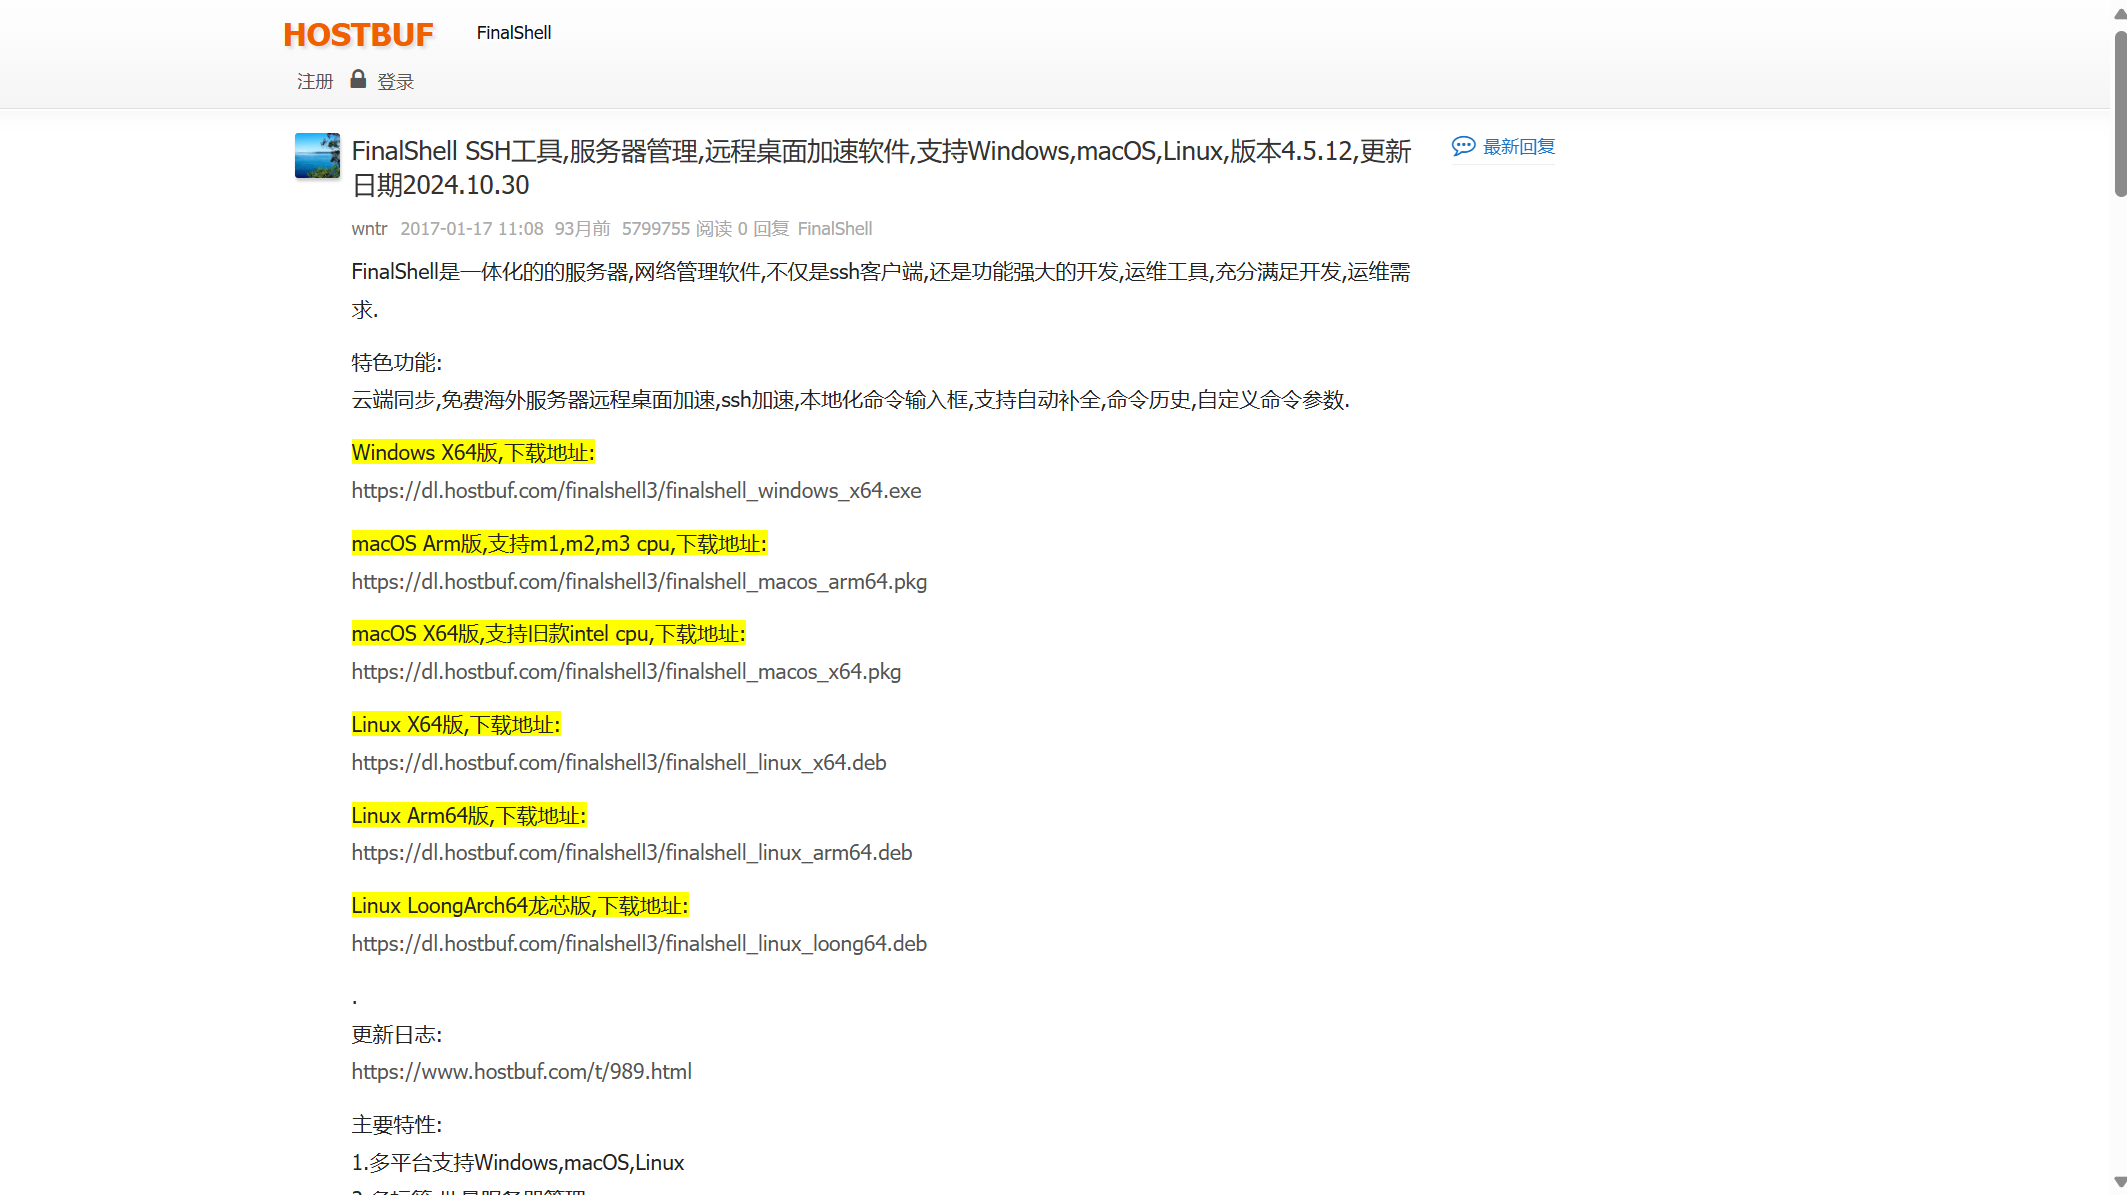 HOSTBUF
FinalShell
注册 登录
FinalShell SSH工具,服务器管理,远程桌面加速软件,支持Windows,macOS,Linux,版本4.5.12,更新
日期2024.10.30
最新回复
wntr 2017-01-17 11:08 93月前 5799755 阅读 0 回复 FinalShell
FinalShell是一体化的的服务器,网络管理软件,不仅是ssh客户端,还是功能强大的开发,运维工具,充分满足开发,运维需
求.
特色功能:
云端同步,免费海外服务器远程桌面加速,ssh加速,本地化命令输入框,支持自动补全,命令历史,自定义命令参数.
Windows X64版,下载地址:
https://dl.hostbuf.com/finalshell3/finalshell_windows_x64.exe
macOS Arm版,支持m1,m2,m3 cpu,下载地址:
https://dl.hostbuf.com/finalshell3/finalshell_macos_arm64.pkg
macOS X64版,支持旧款intel cpu,下载地址:
https://dl.hostbuf.com/finalshell3/finalshell_macos_x64.pkg
Linux X64版,下载地址:
https://dl.hostbuf.com/finalshell3/finalshell_linux_x64.deb
Linux Arm64版,下载地址:
https://dl.hostbuf.com/finalshell3/finalshell_linux_arm64.deb
Linux LoongArch64龙芯版,下载地址:
https://dl.hostbuf.com/finalshell3/finalshell_linux_loong64.deb
.
更新日志:
https://www.hostbuf.com/t/989.html
主要特性:
1.多平台支持Windows,macOS,Linux